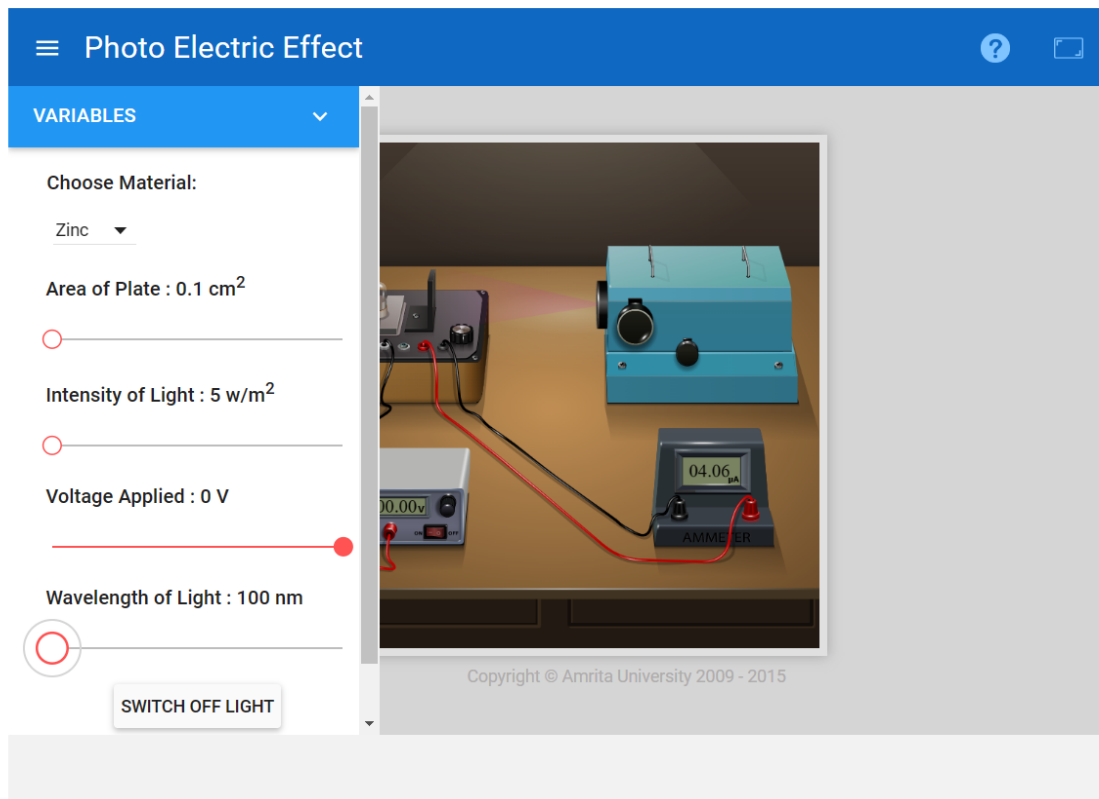 Photo Electric Effect
?
VARIABLES
Choose Material:
Zinc
Area of Plate : 0.1 cm²
Intensity of Light : 5 w/m²
Voltage Applied : 0 V
Wavelength of Light : 100 nm
SWITCH OFF LIGHT
04.06
µA
AMMETER
00.00v
ON OFF
Copyright © Amrita University 2009 - 2015